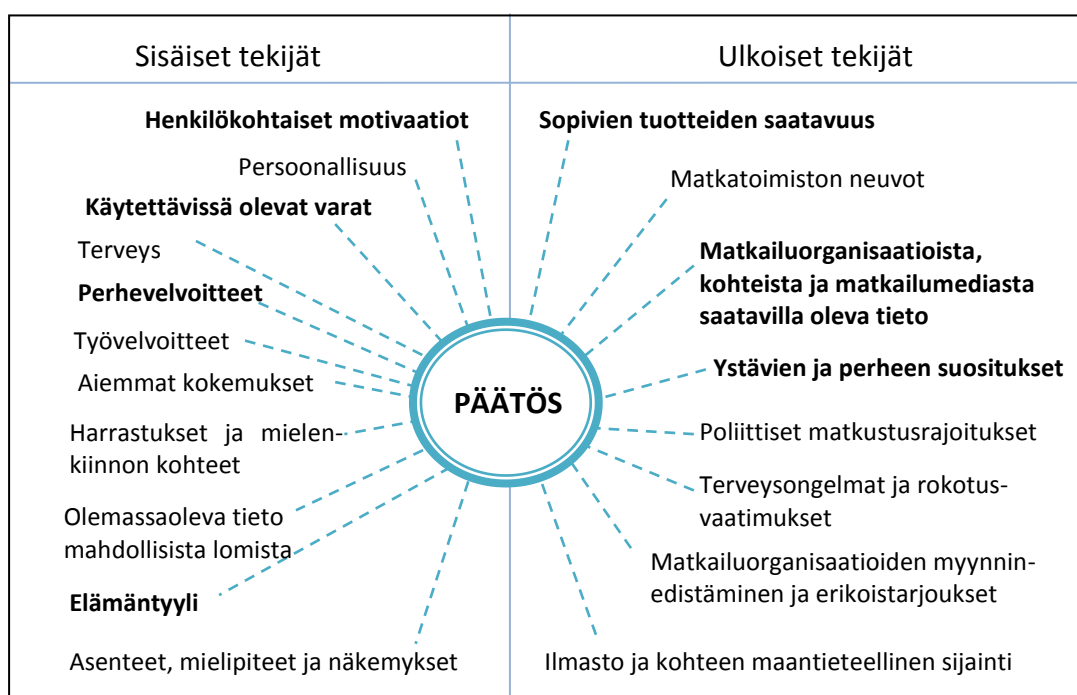 Sisäiset tekijät
Henkilökohtaiset motivaatiot
Persoonallisuus
Käytettävissä olevat varat
Terveys
Perhevelvoitteet
Työvelvoitteet
Aiemmat kokemukset
Harrastukset ja mielen-
kiinnon kohteet
Olemassaoleva tieto
mahdollisista lomista
Elämäntyyli
Asenteet, mielipiteet ja näkemykset
PÄÄTÖS
Ulkoiset tekijät
Sopivien tuotteiden saatavuus
Matkatoimiston neuvot
Matkailuorganisaatioista,
kohteista ja matkailumediasta
saatavilla oleva tieto
Ystävien ja perheen suositukset
Poliittiset matkustusrajoitukset
Terveysongelmat ja rokotus-
vaatimukset
Matkailuorganisaatioiden myynnin-
edistäminen ja erikoistarjoukset
Ilmasto ja kohteen maantieteellinen sijainti